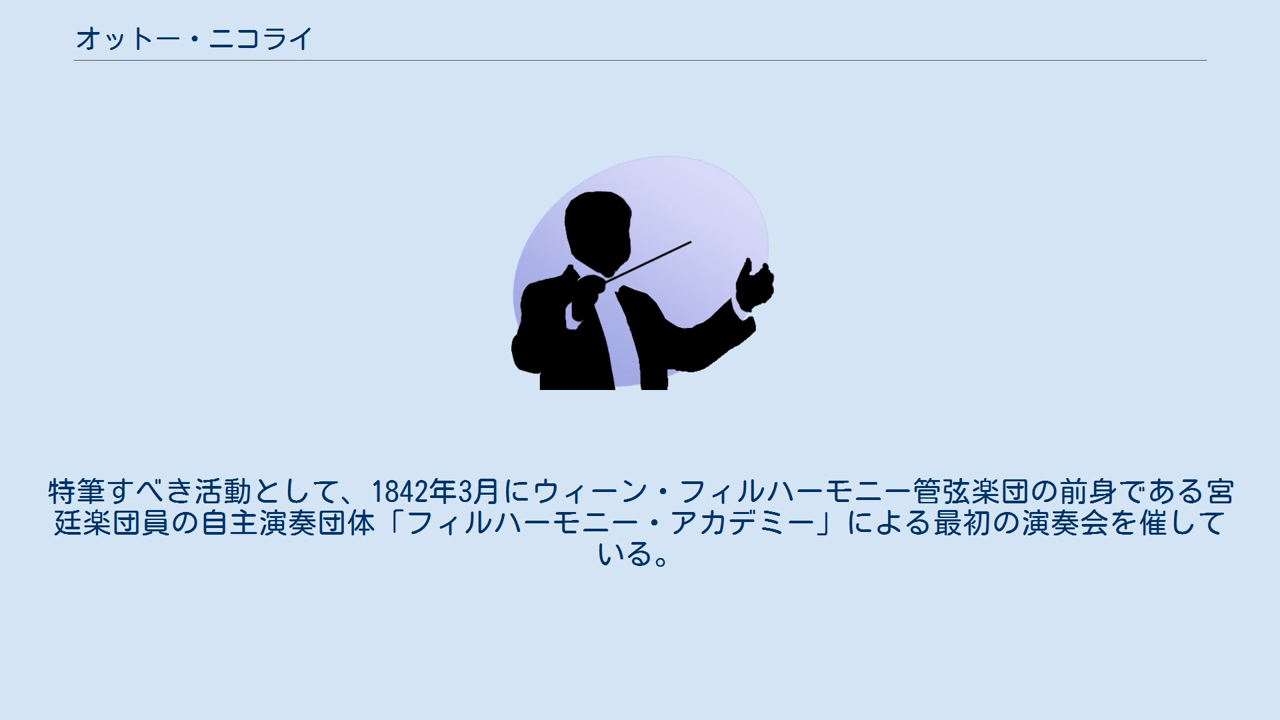 オットー・ニコライ
特筆すべき活動として、1842年3月にウィーン・フィルハーモニー管弦楽団の前身である宮
廷楽団員の自主演奏団体「フィルハーモニー・アカデミー」による最初の演奏会を催して
いる。